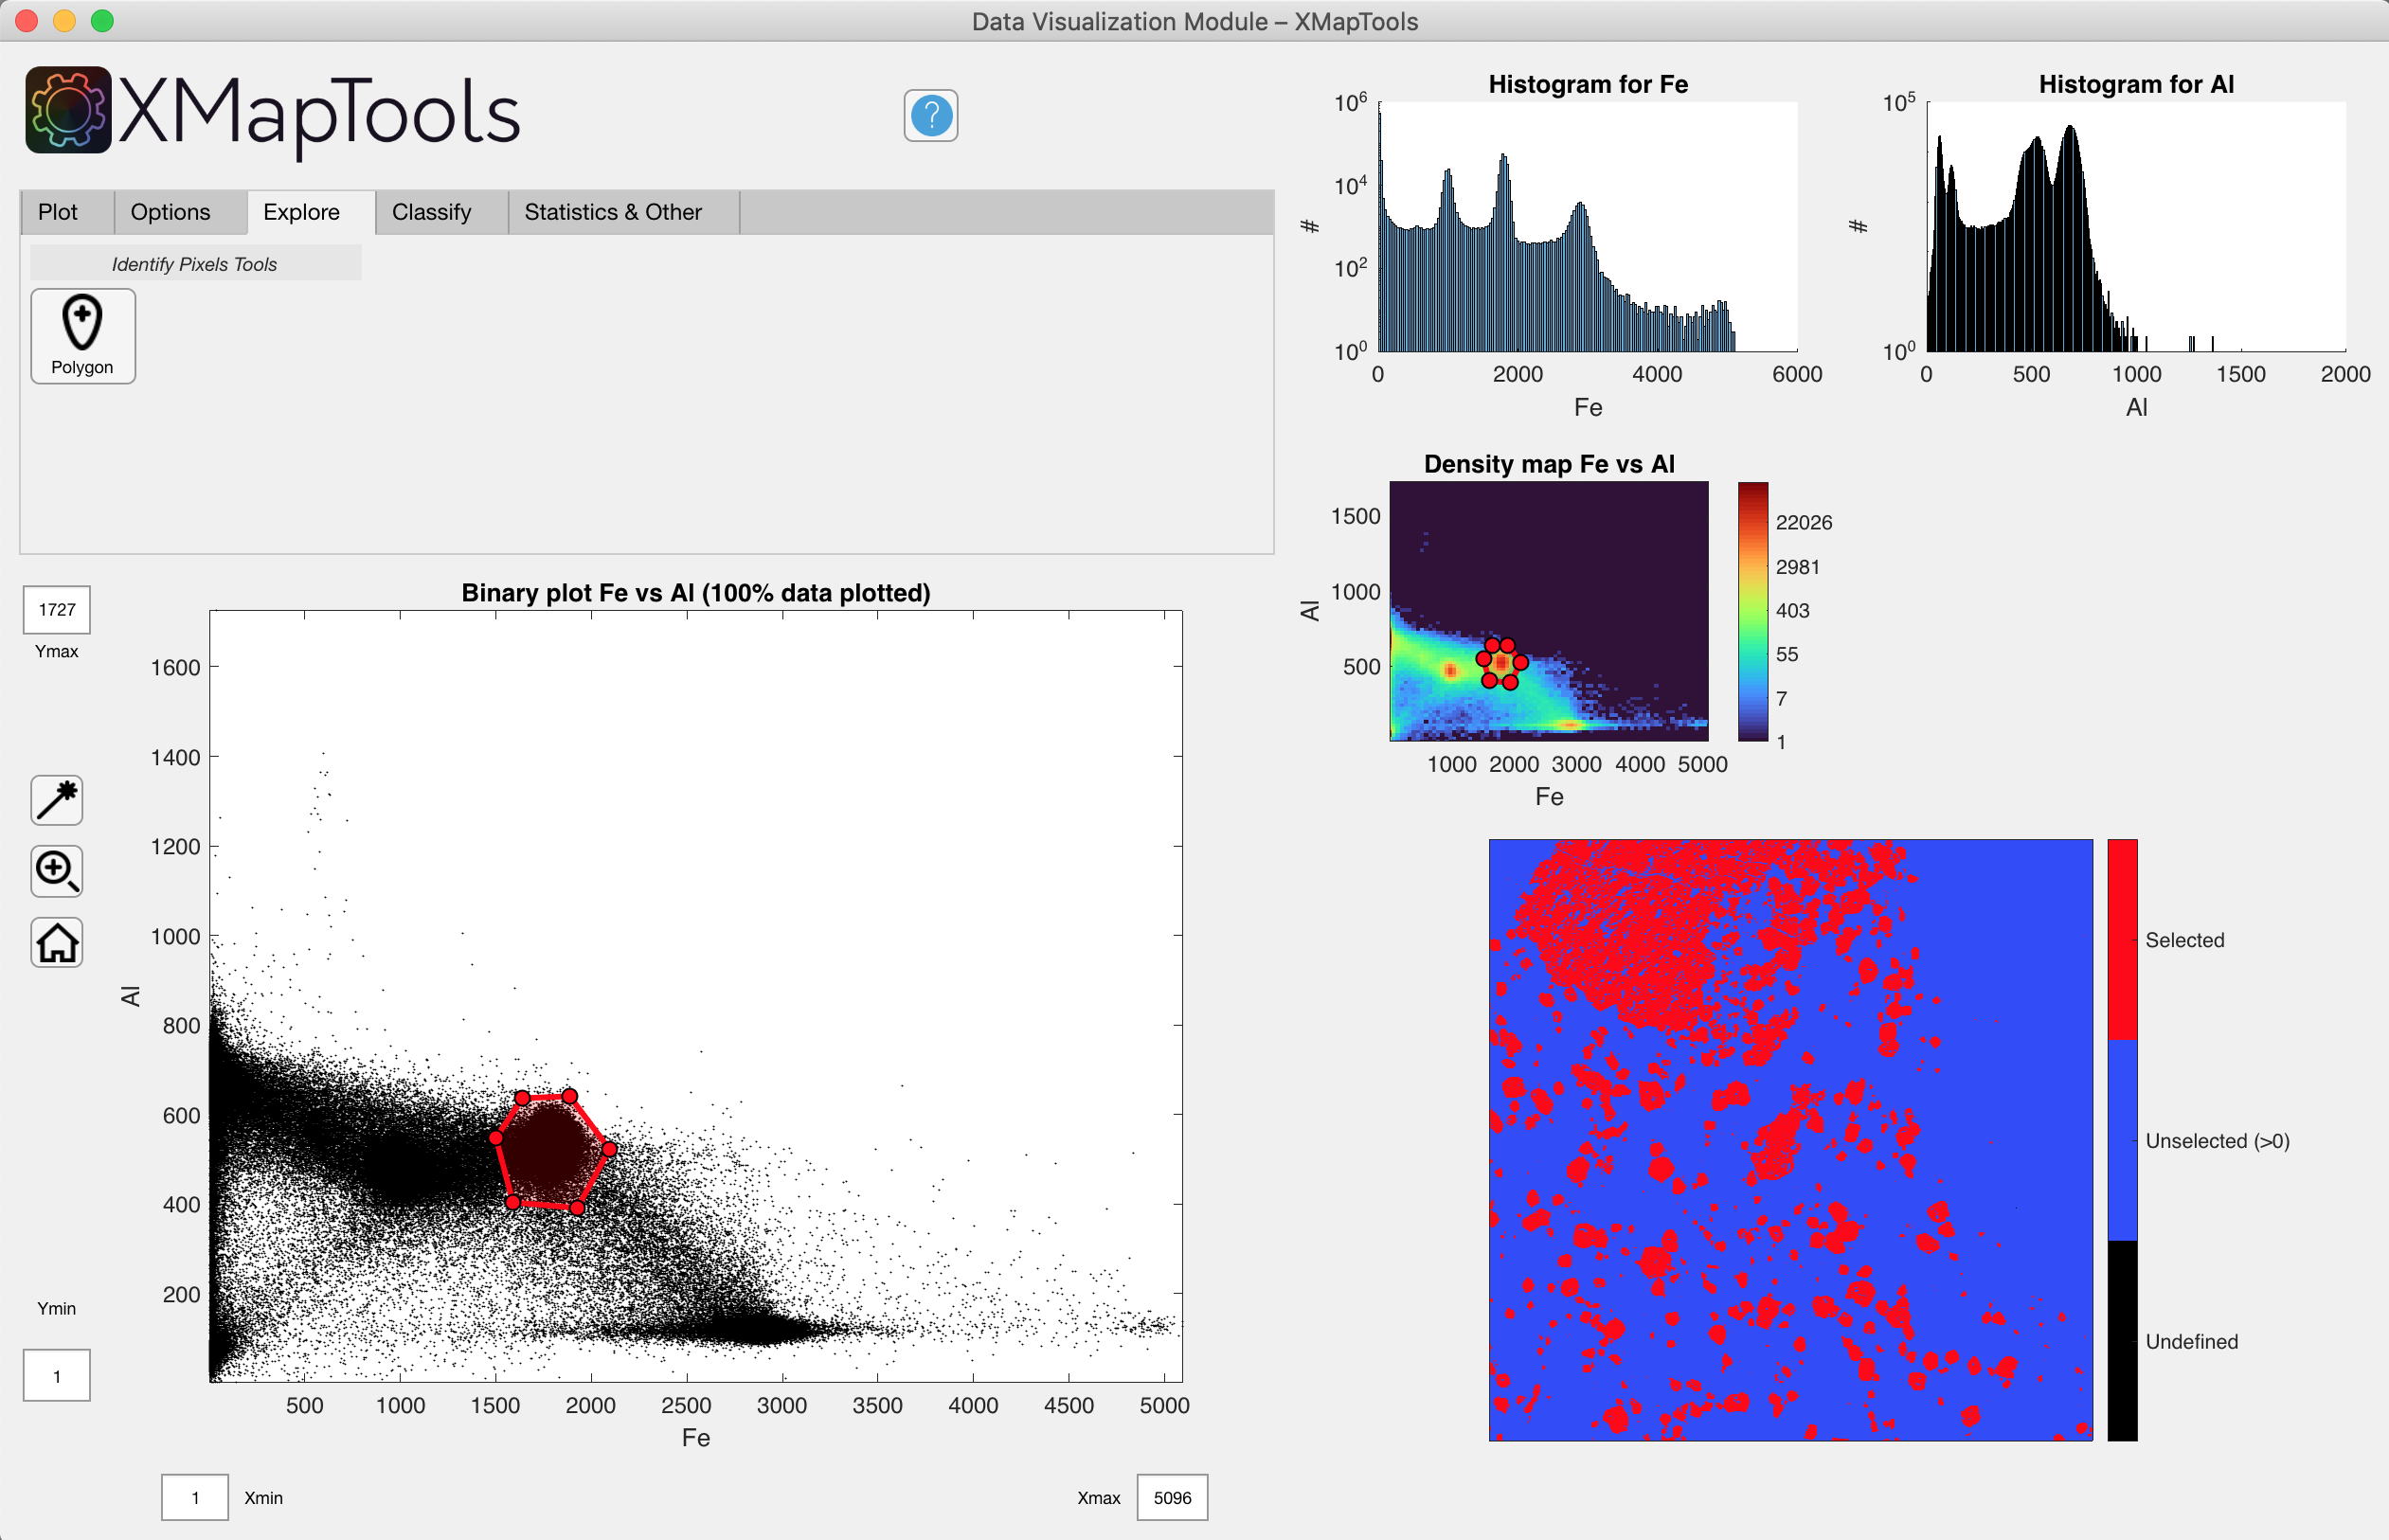 Data Visualization Module – XMapTools
XMapTools
?
Plot
Options
Explore
Classify
Statistics & Other
Identify Pixels Tools
Polygon
Histogram for Fe
10^6
10^4
10^2
10^0
#
0 2000 4000 6000
Fe
Histogram for Al
10^5
10^0
#
0 500 1000 1500 2000
Al
Density map Fe vs Al
1500
1000
500
Al
1000 2000 3000 4000 5000
Fe
22026
2981
403
55
7
1
Binary plot Fe vs Al (100% data plotted)
1727
Ymax
1600
1400
1200
1000
800
600
400
200
Al
Ymin
1
500 1000 1500 2000 2500 3000 3500 4000 4500 5000
Fe
1 Xmin
Xmax 5096
Selected
Unselected (>0)
Undefined